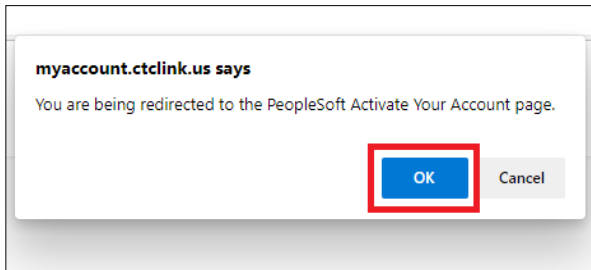 myaccount.ctclink.us says
You are being redirected to the PeopleSoft Activate Your Account page.
OK Cancel